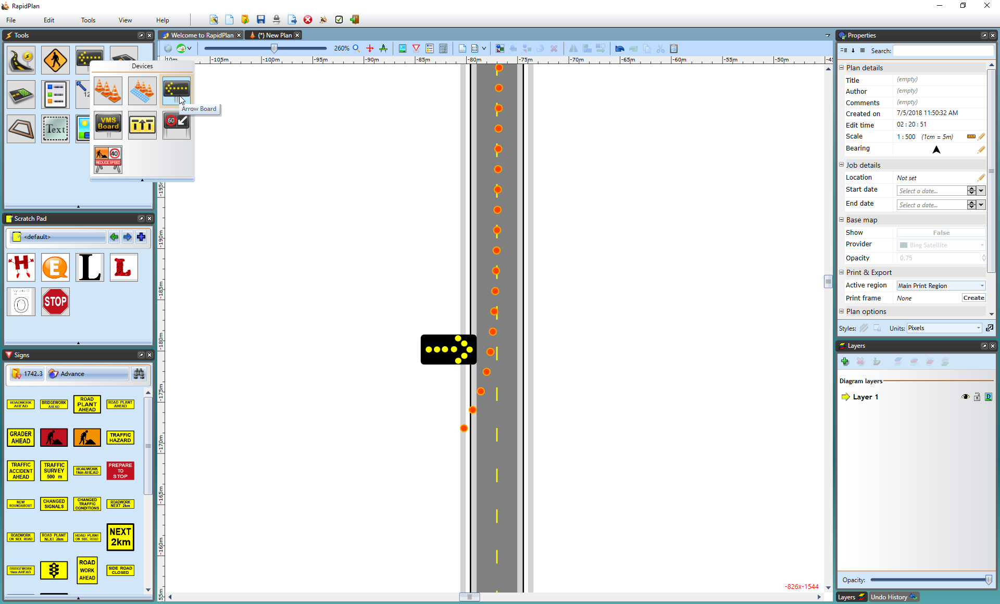 RapidPlan
File Edit Tools View Help
Tools
Welcome to RapidPlan
(*) New Plan
Properties
260%
Search:
-105m -100m -95m -90m -85m -80m -75m -70m -65m -60m -55m -50m
Devices
Arrow Board
VMS
Board
60
40
REDUCE SPEED
12
Text
Plan details
Title (empty)
Author (empty)
Comments (empty)
Created on 7/5/2018 11:50:32 AM
Edit time 02 : 20 : 51
Scale 1 : 500 (1cm = 5m)
Bearing
Job details
Location Not set
Start date Select a date...
End date Select a date...
Base map
Show False
Provider Bing Satellite
Opacity 0.75
Print & Export
Active region Main Print Region
Print frame None Create
Plan options
Styles: Units: Pixels
Scratch Pad
<default>
H E L L
My Letter O
O
STOP
-190m
-185m
-180m
-175m
-170m
-165m
-160m
Signs
1742.3 Advance
ROADWORK
AHEAD
BRIDGEWORK
AHEAD
ROAD
PLANT
AHEAD
ROAD PLANT
AHEAD
GRADER
AHEAD
TRAFFIC
HAZARD
TRAFFIC
ACCIDENT
AHEAD
TRAFFIC
SURVEY
500 m
ROADWORK
1km AHEAD
PREPARE
TO
STOP
NEW
ROUNDABOUT
CHANGED
SIGNALS
CHANGED
TRAFFIC
CONDITIONS
ROADWORK
NEXT 2km
ROADWORK
ON SIDE ROAD
ROAD PLANT
NEXT 2km
ROAD PLANT
ON SIDE ROAD
NEXT
2km
BRIDGEWORK
1km AHEAD
ROAD
WORK
AHEAD
SIDE ROAD
CLOSED
Layers
Diagram layers
Layer 1
D
Opacity:
-826x-1544
Layers Undo History